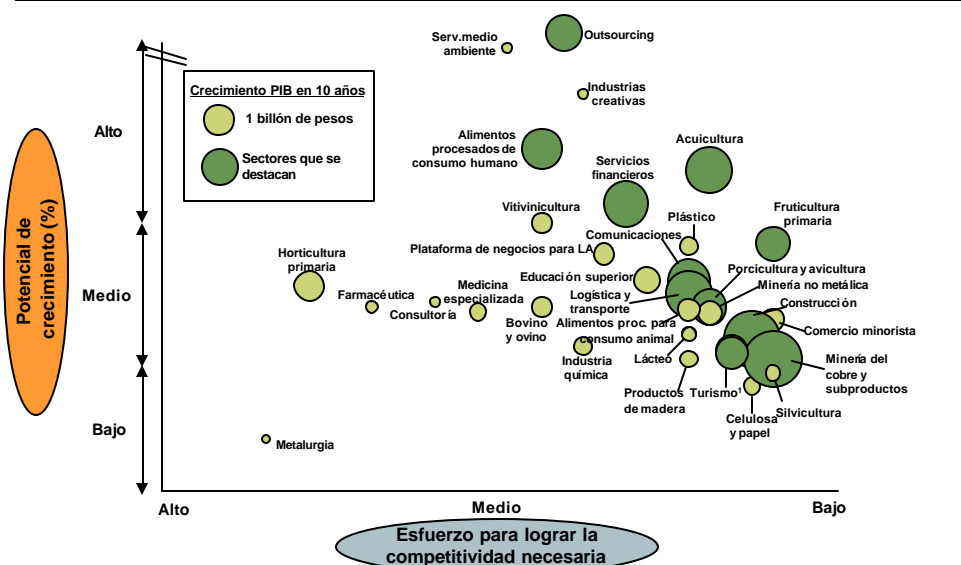 Serv.medio
ambiente
Outsourcing
Crecimiento PIB en 10 años
1 billón de pesos
Sectores que se
destacan
Industrias
creativas
Alto
Alimentos
procesados de
consumo humano
Acuicultura
Servicios
financieros
Vitivinicultura
Plástico
Fruticultura
primaria
Comunicaciones
Potencial de
crecimiento (%)
Horticultura
primaria
Plataforma de negocios para LA
Educación superior
Porcicultura y avicultura
Minería no metálica
Medio
Farmacéutica
Consultoría
Medicina
especializada
Logística y
transporte
Construcción
Bovino
y ovino
Alimentos proc. para
consumo animal
Comercio minorista
Industria
química
Lácteo
Minería del
cobre y
subproductos
Productos
de madera
Turismo¹
Silvicultura
Celulosa
y papel
Bajo
Metalurgia
Alto
Medio
Bajo
Esfuerzo para lograr la
competitividad necesaria